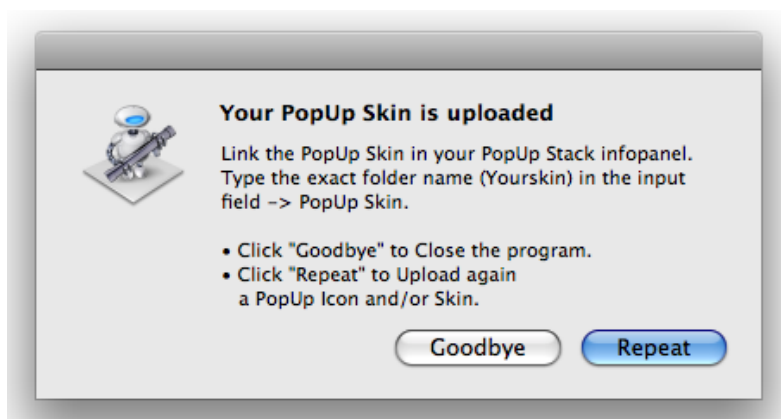 Your PopUp Skin is uploaded
Link the PopUp Skin in your PopUp Stack infopanel.
Type the exact folder name (Yourskin) in the input
field -> PopUp Skin.
• Click "Goodbye" to Close the program.
• Click "Repeat" to Upload again
a PopUp Icon and/or Skin.
Goodbye Repeat